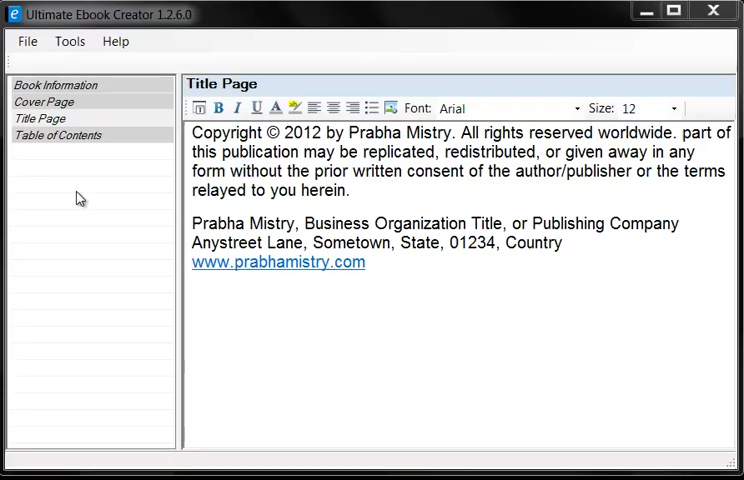 Ultimate Ebook Creator 1.2.6.0
File Tools Help
Book Information
Cover Page
Title Page
Table of Contents
Title Page
B I U A Font: Arial Size: 12
Copyright © 2012 by Prabha Mistry. All rights reserved worldwide. part of
this publication may be replicated, redistributed, or given away in any
form without the prior written consent of the author/publisher or the terms
relayed to you herein.
Prabha Mistry, Business Organization Title, or Publishing Company
Anystreet Lane, Sometown, State, 01234, Country
www.prabhamistry.com